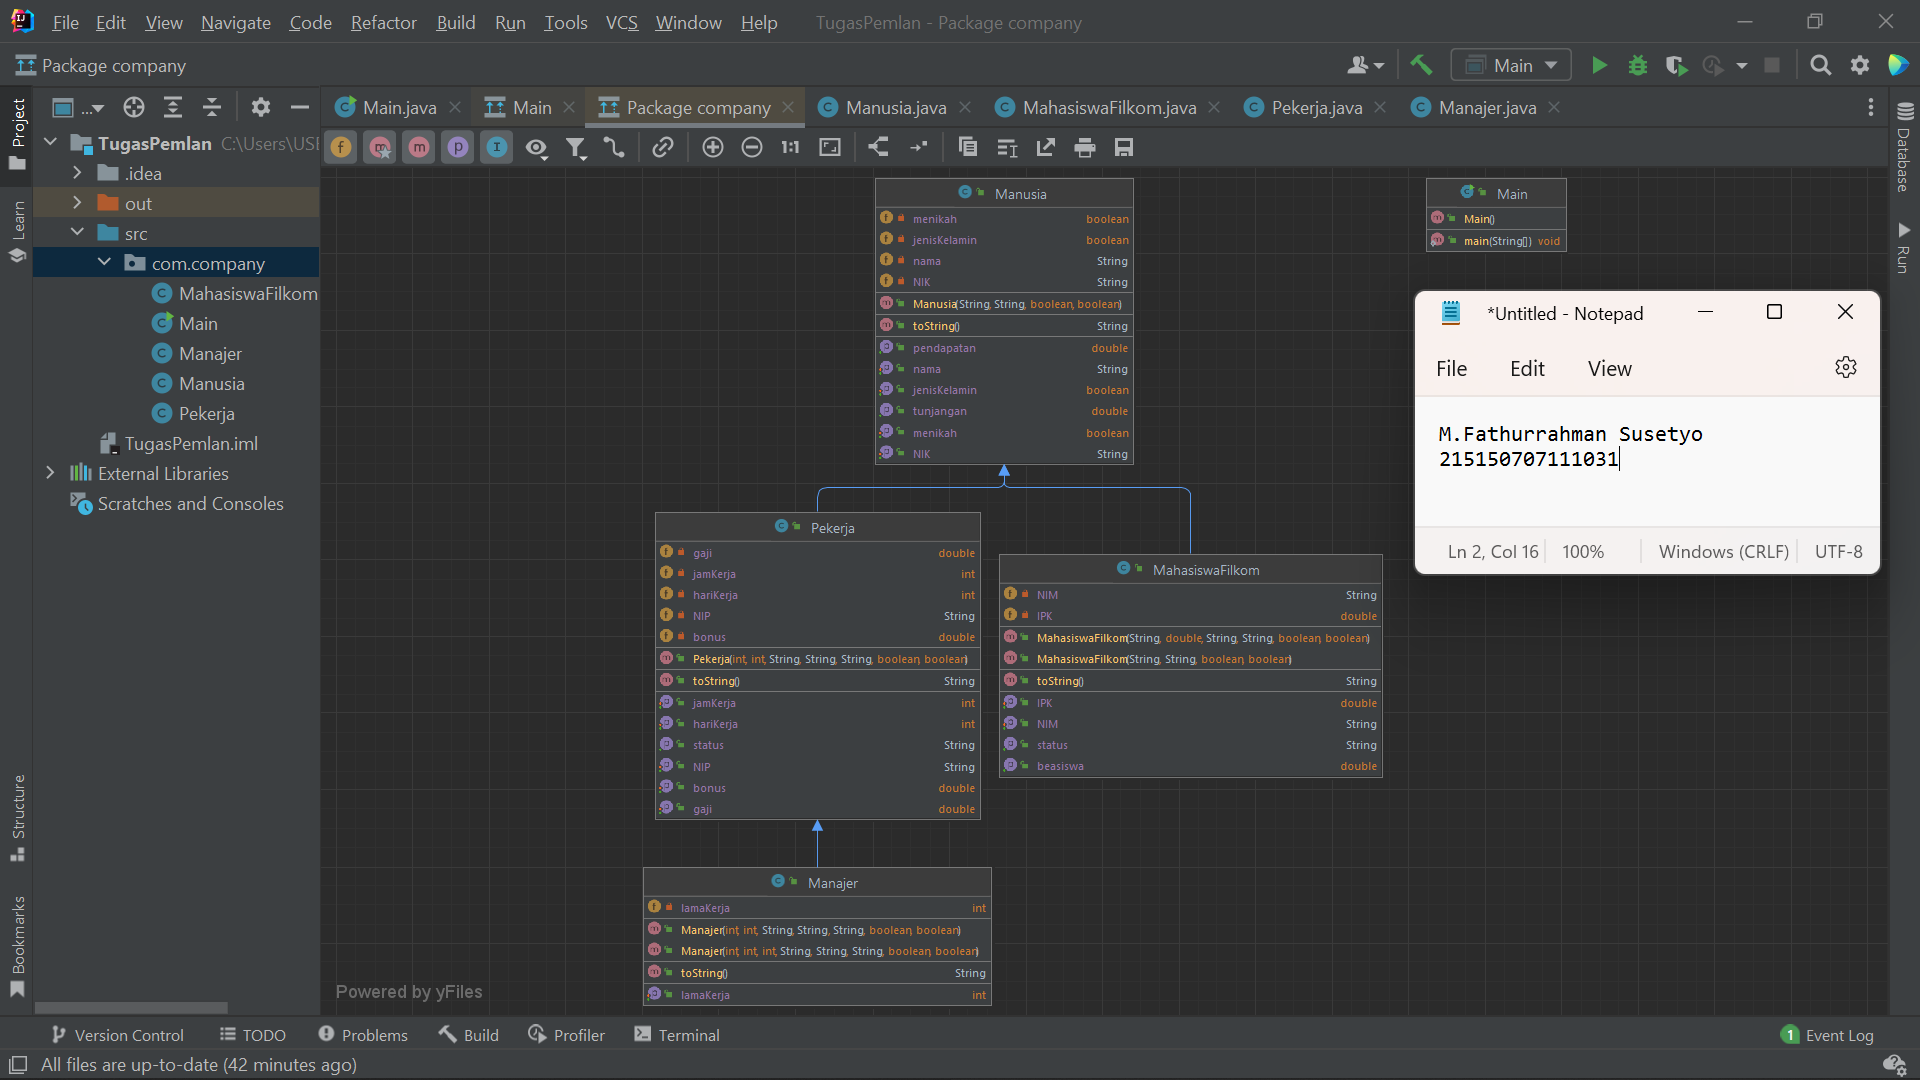 File Edit View Navigate Code Refactor Build Run Tools VCS Window Help TugasPemlan - Package company
Package company
Main
Project
Learn
Structure
Bookmarks
TugasPemlan C:\Users\USE
.idea
out
src
com.company
MahasiswaFilkom
Main
Manajer
Manusia
Pekerja
TugasPemlan.iml
External Libraries
Scratches and Consoles
Main.java Main Package company Manusia.java MahasiswaFilkom.java Pekerja.java Manajer.java
1:1
Manusia
menikah boolean
jenisKelamin boolean
nama String
NIK String
Manusia(String, String, boolean, boolean)
toString() String
pendapatan double
nama String
jenisKelamin boolean
tunjangan double
menikah boolean
NIK String
Main
Main()
main(String[]) void
Pekerja
gaji double
jamKerja int
hariKerja int
NIP String
bonus double
Pekerja(int, int, String, String, String, boolean, boolean)
toString() String
jamKerja int
hariKerja int
status String
NIP String
bonus double
gaji double
MahasiswaFilkom
NIM String
IPK double
MahasiswaFilkom(String, double, String, String, boolean, boolean)
MahasiswaFilkom(String, String, boolean, boolean)
toString() String
IPK double
NIM String
status String
beasiswa double
Manajer
lamaKerja int
Manajer(int, int, String, String, String, boolean, boolean)
Manajer(int, int, int, String, String, String, boolean, boolean)
toString() String
lamaKerja int
Powered by yFiles
*Untitled - Notepad
File Edit View
M.Fathurrahman Susetyo
215150707111031
Ln 2, Col 16 100% Windows (CRLF) UTF-8
Database
Run
Version Control TODO Problems Build Profiler Terminal 1 Event Log
All files are up-to-date (42 minutes ago)